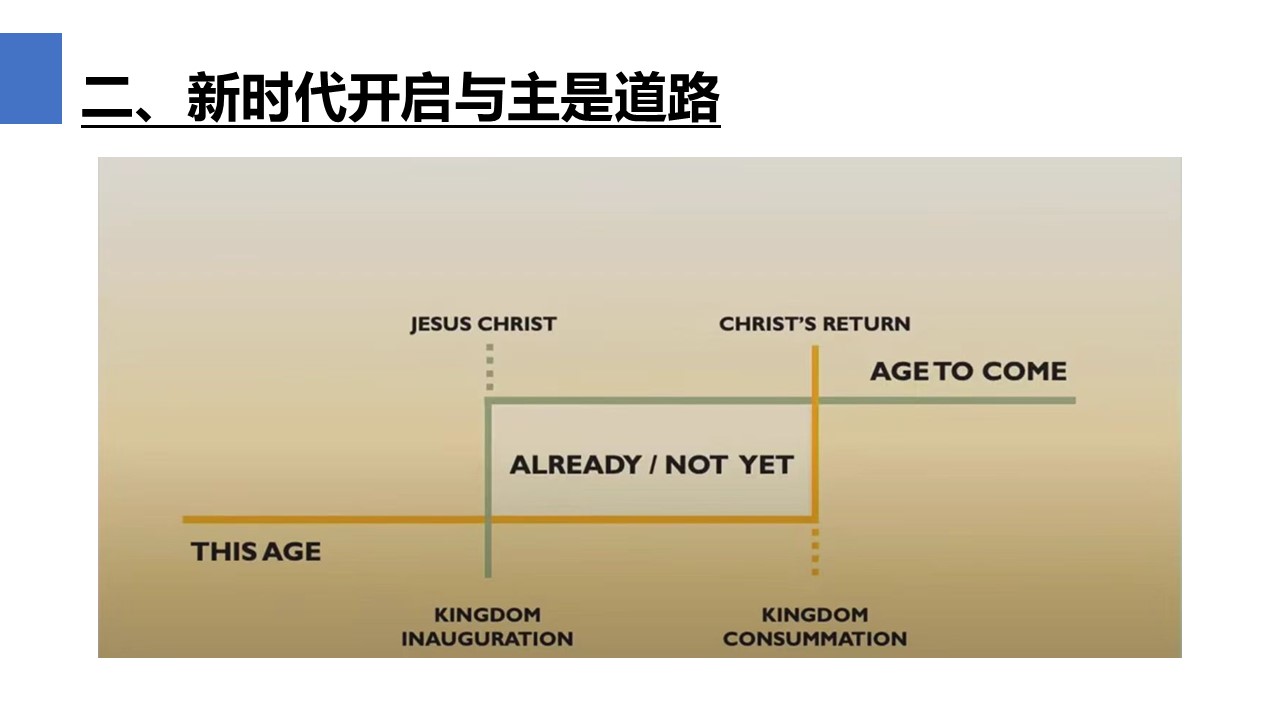 二、新时代开启与主是道路
JESUS CHRIST
CHRIST'S RETURN
AGE TO COME
ALREADY / NOT YET
THIS AGE
KINGDOM
INAUGURATION
KINGDOM
CONSUMMATION